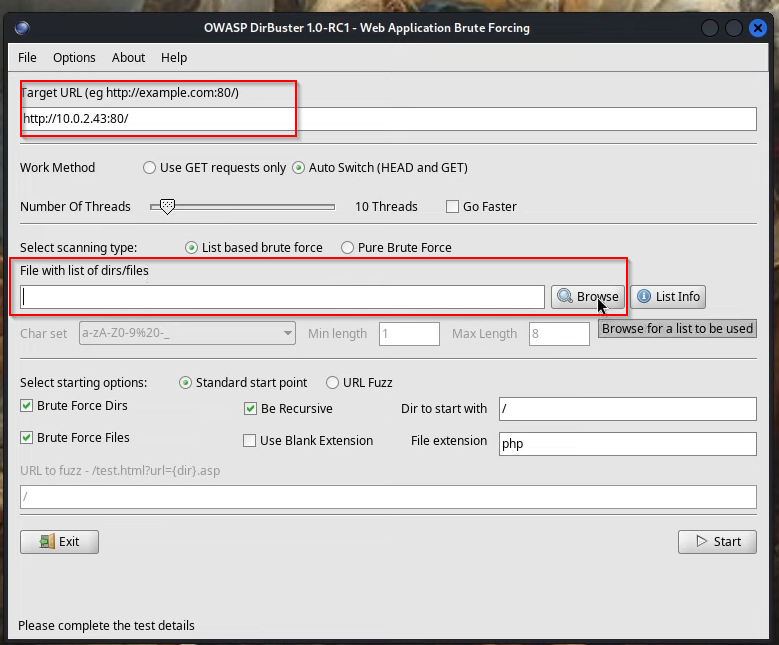 OWASP DirBuster 1.0-RC1 - Web Application Brute Forcing
File Options About Help
Target URL (eg http://example.com:80/)
http://10.0.2.43:80/
Work Method Use GET requests only Auto Switch (HEAD and GET)
Number Of Threads 10 Threads Go Faster
Select scanning type: List based brute force Pure Brute Force
File with list of dirs/files
Browse List Info
Char set a-zA-Z0-9%20-_ Min length 1 Max Length 8
Browse for a list to be used
Select starting options: Standard start point URL Fuzz
Brute Force Dirs Be Recursive Dir to start with /
Brute Force Files Use Blank Extension File extension php
URL to fuzz - /test.html?url={dir}.asp
/
Exit Start
Please complete the test details